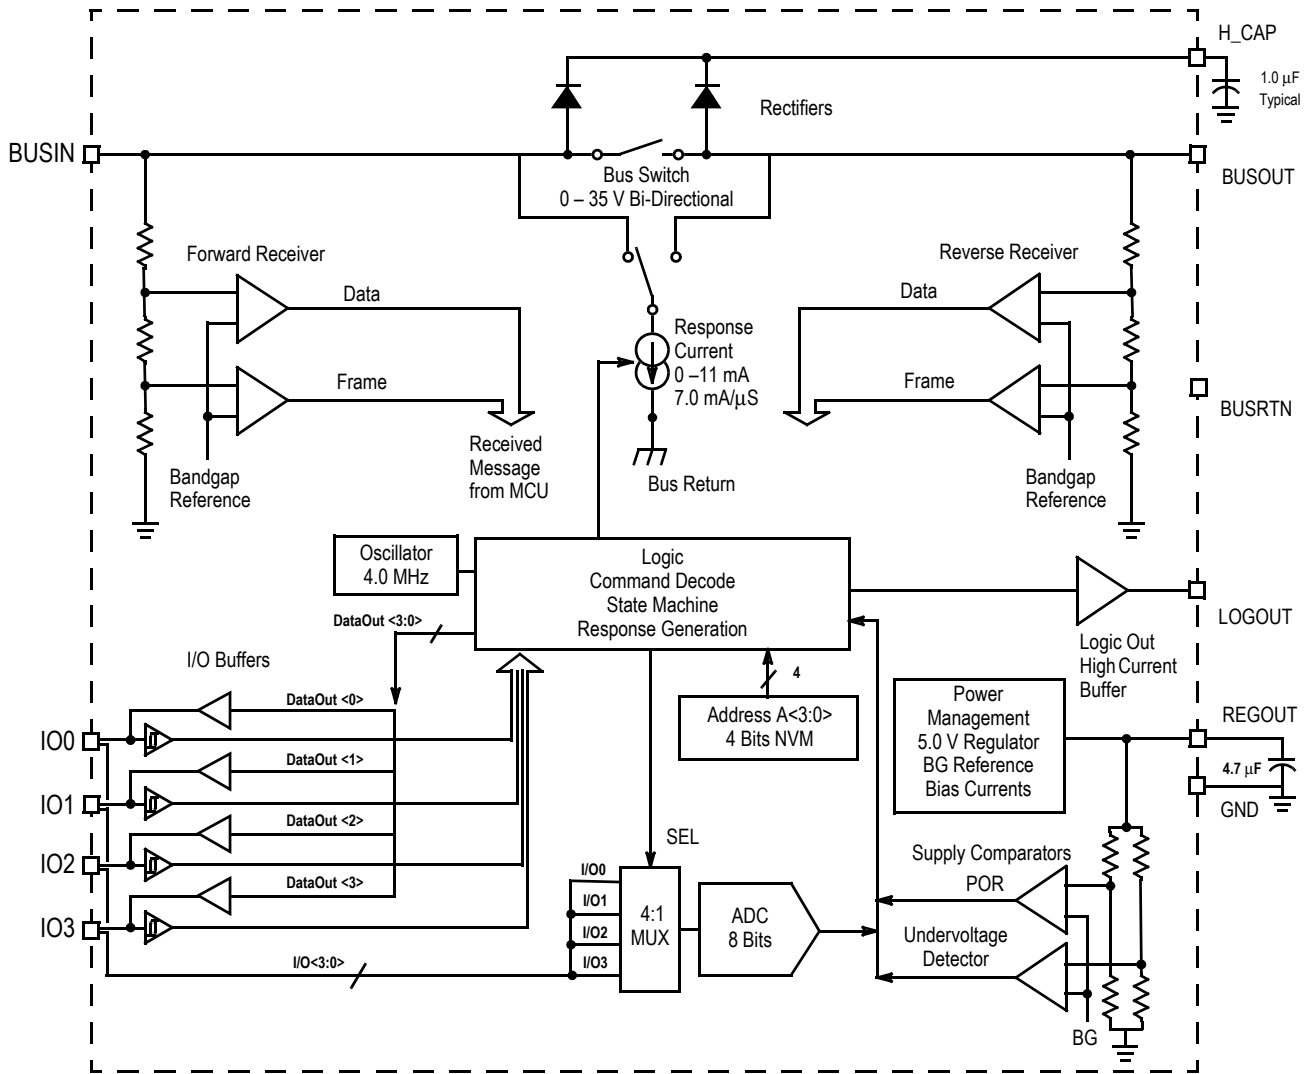 H_CAP
1.0 µF
Typical
Rectifiers
BUSIN
Bus Switch
0 – 35 V Bi-Directional
BUSOUT
Forward Receiver
Reverse Receiver
Data
Data
Response
Current
0 –11 mA
7.0 mA/µS
Frame
Frame
BUSRTN
Received
Message
from MCU
Bandgap
Reference
Bus Return
Bandgap
Reference
Oscillator
4.0 MHz
Logic
Command Decode
State Machine
Response Generation
DataOut <3:0>
LOGOUT
Logic Out
High Current
Buffer
I/O Buffers
4
Address A<3:0>
4 Bits NVM
Power
Management
5.0 V Regulator
BG Reference
Bias Currents
REGOUT
4.7 µF
GND
DataOut <0>
IO0
DataOut <1>
IO1
DataOut <2>
IO2
DataOut <3>
IO3
SEL
I/O0
I/O1
I/O2
I/O3
4:1
MUX
ADC
8 Bits
Supply Comparators
POR
Undervoltage
Detector
I/O<3:0>
BG